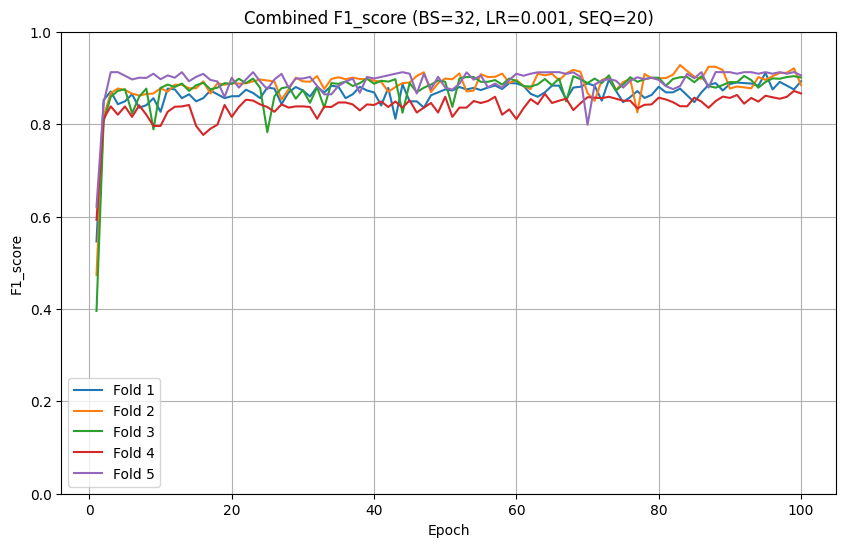 Combined F1_score (BS=32, LR=0.001, SEQ=20)
1.0
0.8
0.6
0.4
0.2
0.0
F1_score
Fold 1
Fold 2
Fold 3
Fold 4
Fold 5
0 20 40 60 80 100
Epoch